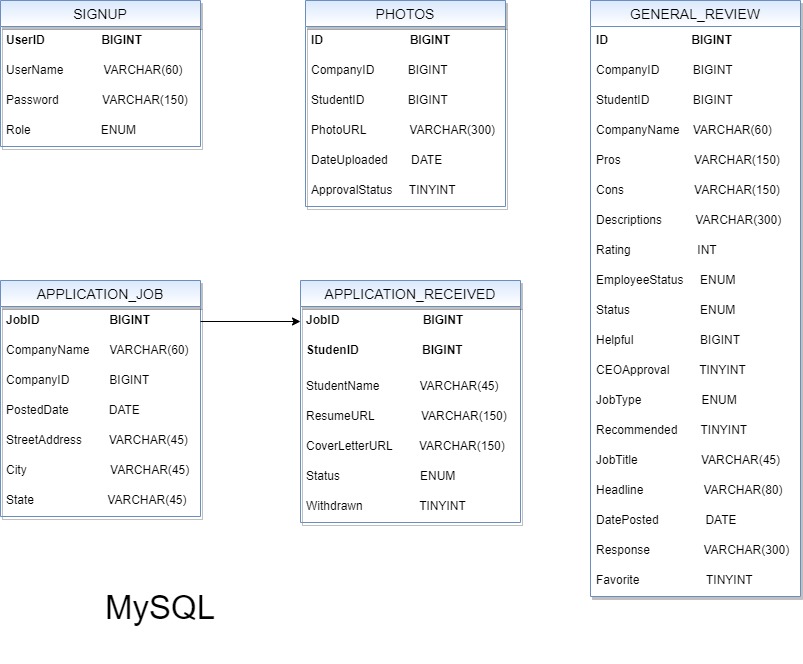 SIGNUP
UserID BIGINT
UserName VARCHAR(60)
Password VARCHAR(150)
Role ENUM
PHOTOS
ID BIGINT
CompanyID BIGINT
StudentID BIGINT
PhotoURL VARCHAR(300)
DateUploaded DATE
ApprovalStatus TINYINT
GENERAL_REVIEW
ID BIGINT
CompanyID BIGINT
StudentID BIGINT
CompanyName VARCHAR(60)
Pros VARCHAR(150)
Cons VARCHAR(150)
Descriptions VARCHAR(300)
Rating INT
EmployeeStatus ENUM
Status ENUM
Helpful BIGINT
CEOApproval TINYINT
JobType ENUM
Recommended TINYINT
JobTitle VARCHAR(45)
Headline VARCHAR(80)
DatePosted DATE
Response VARCHAR(300)
Favorite TINYINT
APPLICATION_JOB
JobID BIGINT
CompanyName VARCHAR(60)
CompanyID BIGINT
PostedDate DATE
StreetAddress VARCHAR(45)
City VARCHAR(45)
State VARCHAR(45)
APPLICATION_RECEIVED
JobID BIGINT
StudenID BIGINT
StudentName VARCHAR(45)
ResumeURL VARCHAR(150)
CoverLetterURL VARCHAR(150)
Status ENUM
Withdrawn TINYINT
MySQL